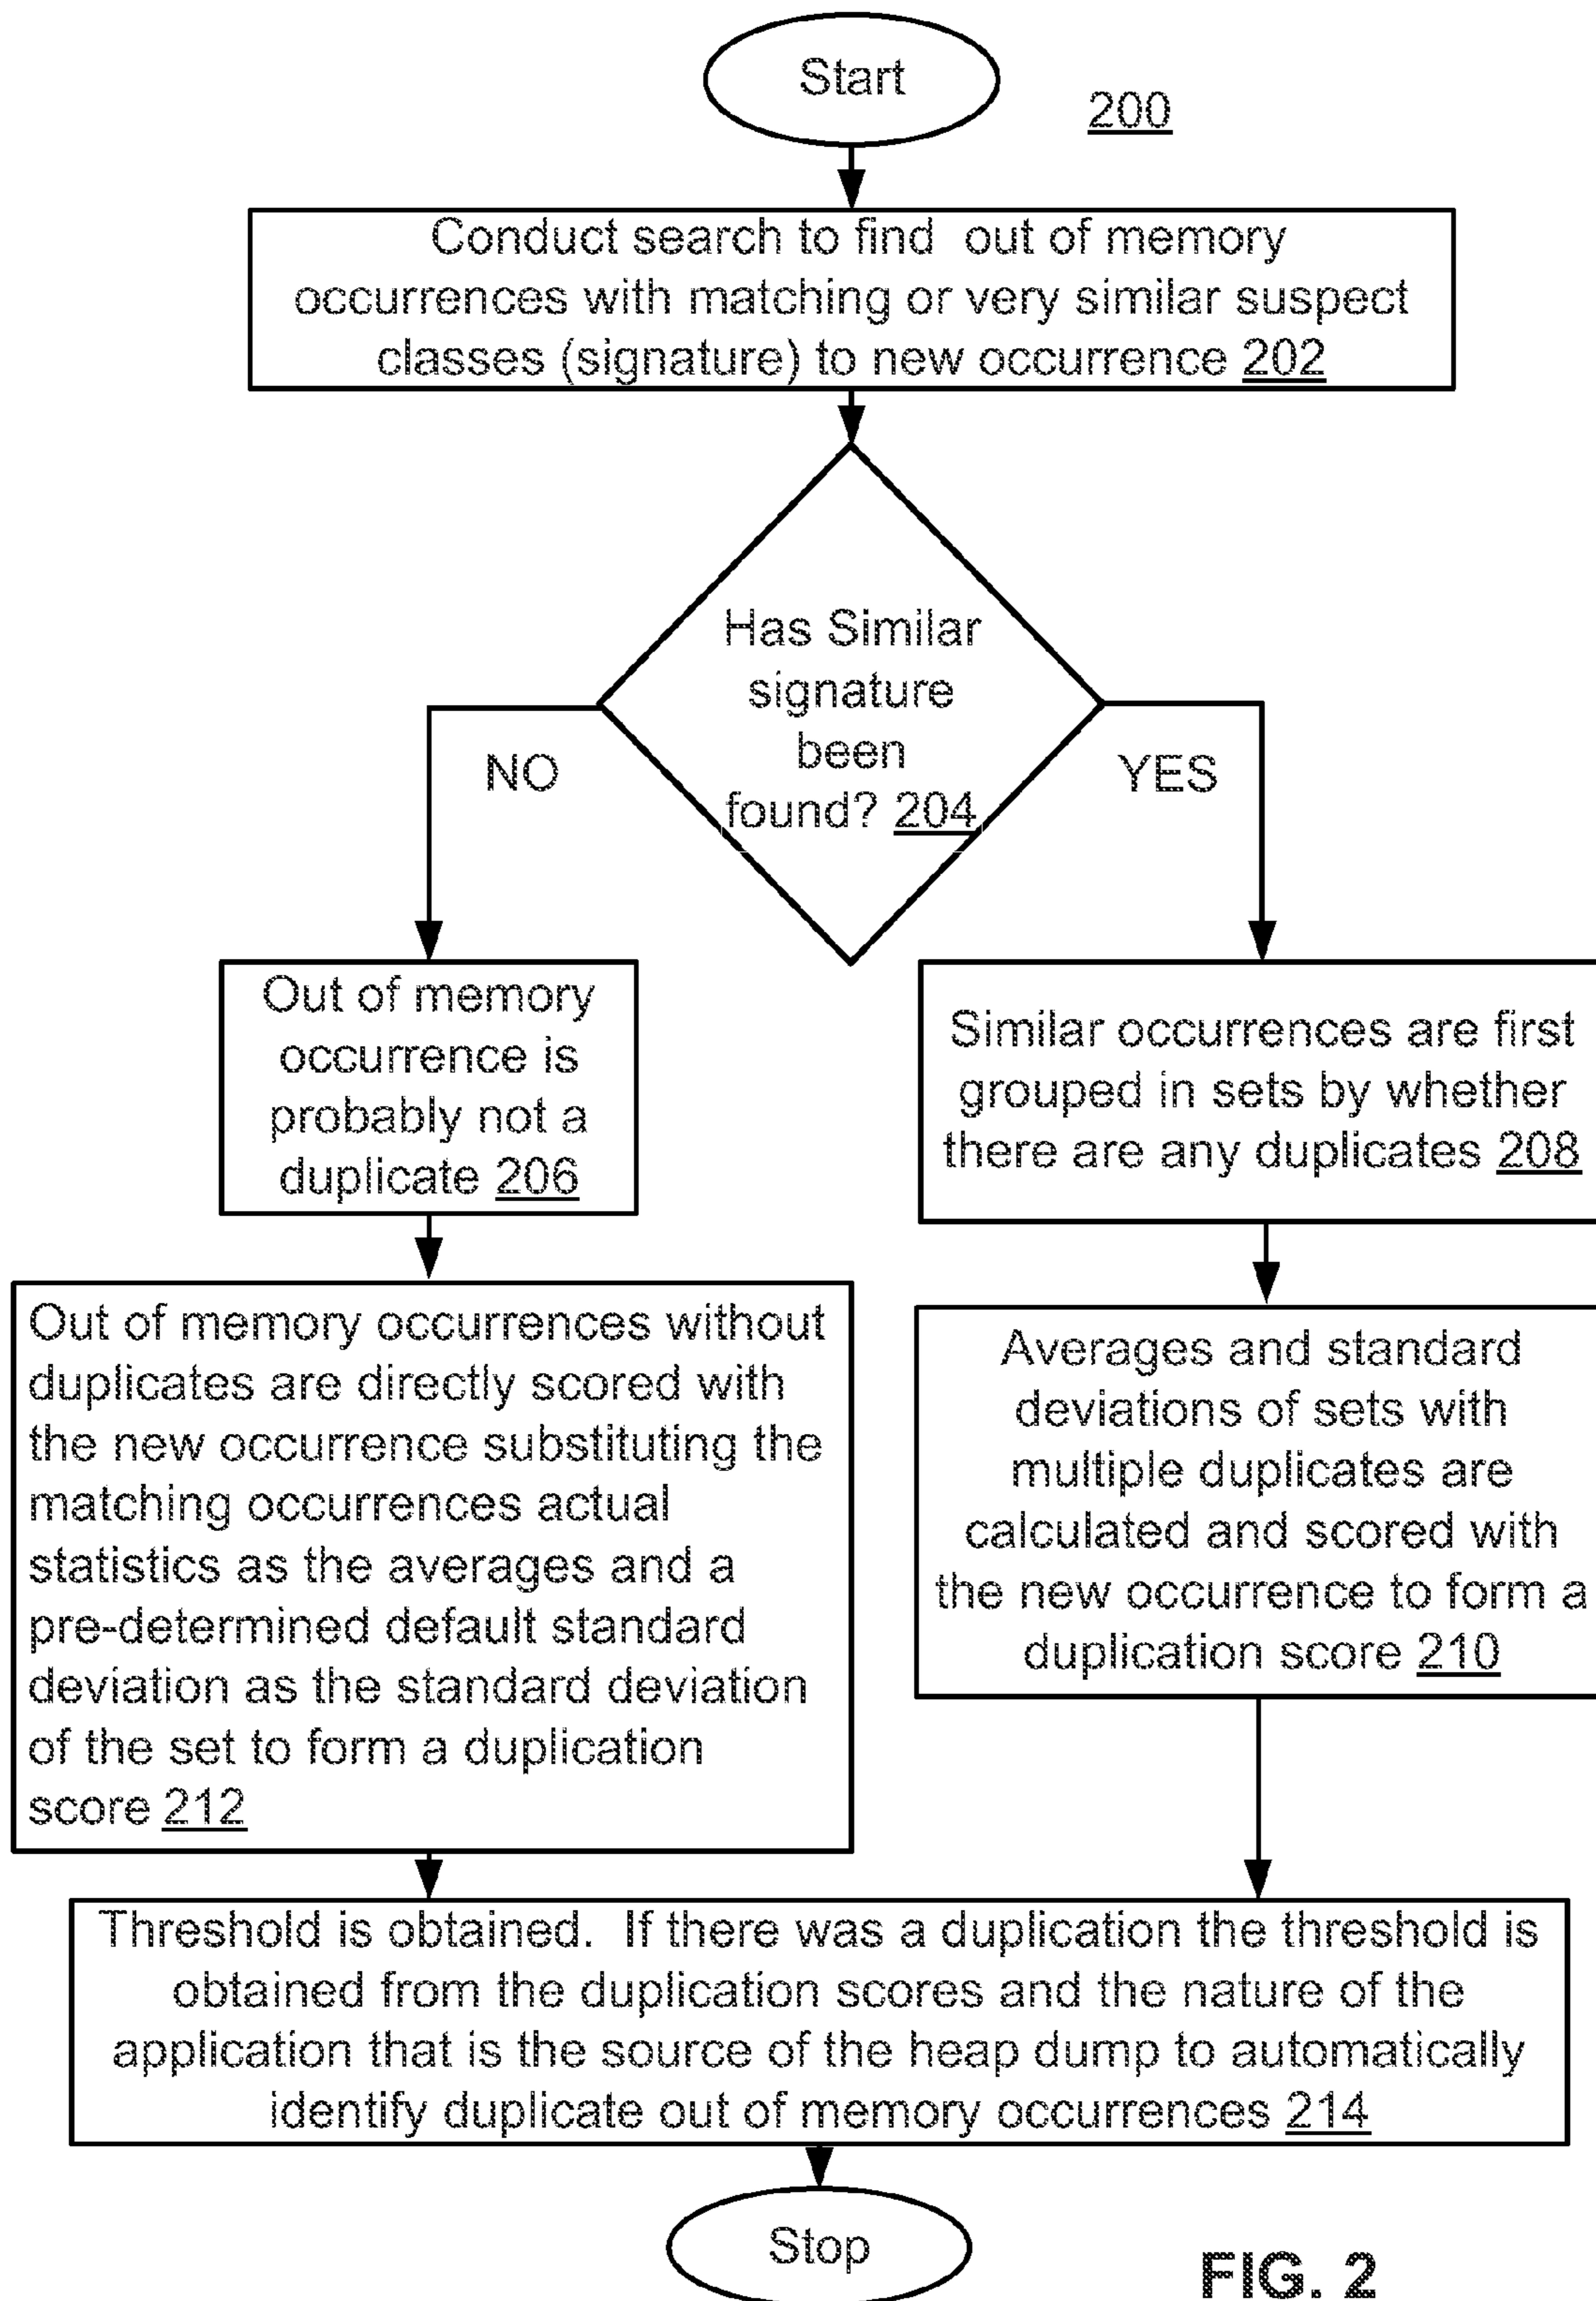 Start
200
Conduct search to find out of memory
occurrences with matching or very similar suspect
classes (signature) to new occurrence 202
Has Similar
signature
been
found? 204
NO
YES
Out of memory
occurrence is
probably not a
duplicate 206
Similar occurrences are first
grouped in sets by whether
there are any duplicates 208
Out of memory occurrences without
duplicates are directly scored with
the new occurrence substituting the
matching occurrences actual
statistics as the averages and a
pre-determined default standard
deviation as the standard deviation
of the set to form a duplication
score 212
Averages and standard
deviations of sets with
multiple duplicates are
calculated and scored with
the new occurrence to form a
duplication score 210
Threshold is obtained. If there was a duplication the threshold is
obtained from the duplication scores and the nature of the
application that is the source of the heap dump to automatically
identify duplicate out of memory occurrences 214
Stop
FIG. 2